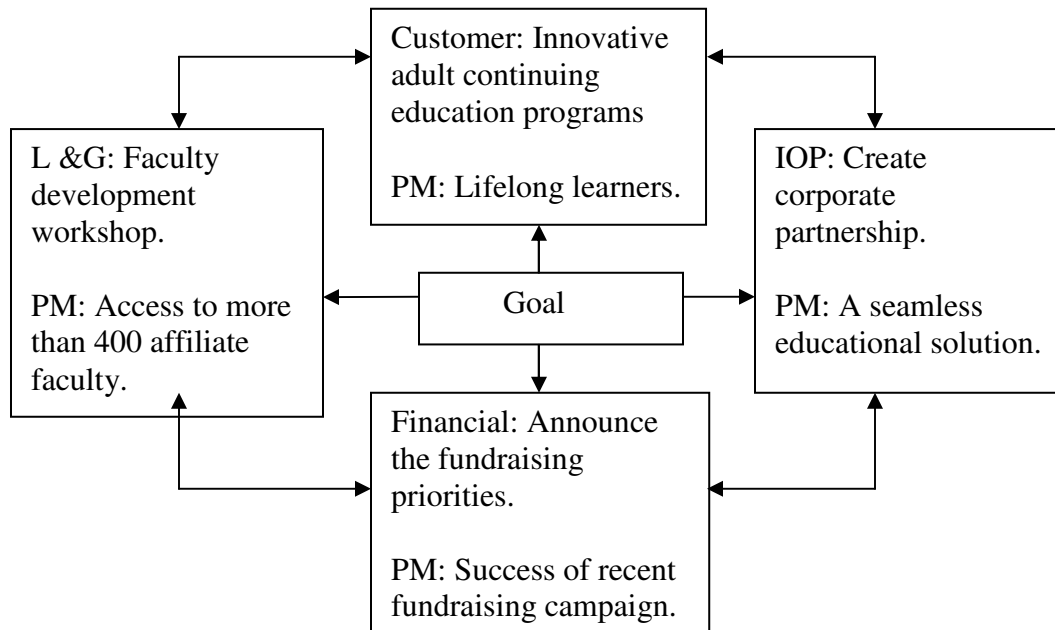 Customer: Innovative
adult continuing
education programs
PM: Lifelong learners.
L &G: Faculty
development
workshop.
PM: Access to more
than 400 affiliate
faculty.
Goal
IOP: Create
corporate
partnership.
PM: A seamless
educational solution.
Financial: Announce
the fundraising
priorities.
PM: Success of recent
fundraising campaign.